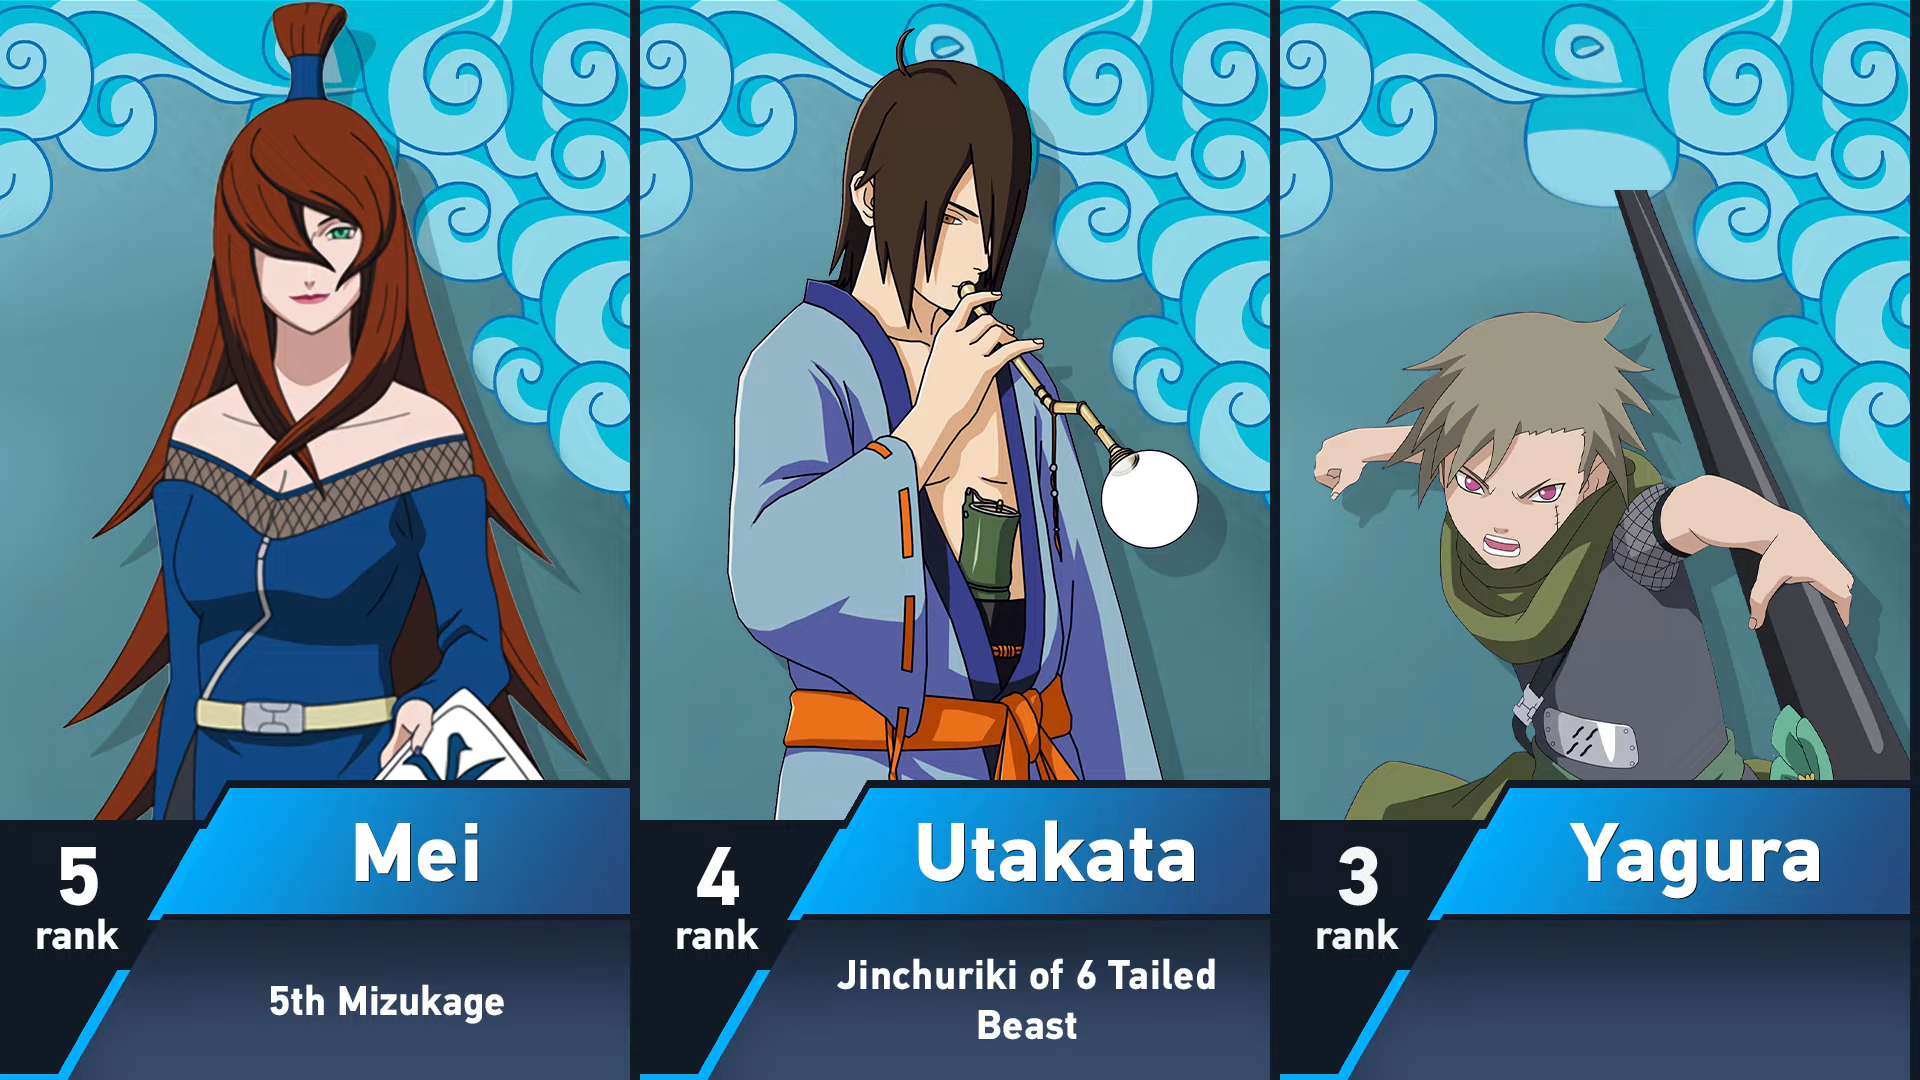 5
rank
Mei
5th Mizukage
4
rank
Utakata
Jinchuriki of 6 Tailed
Beast
3
rank
Yagura